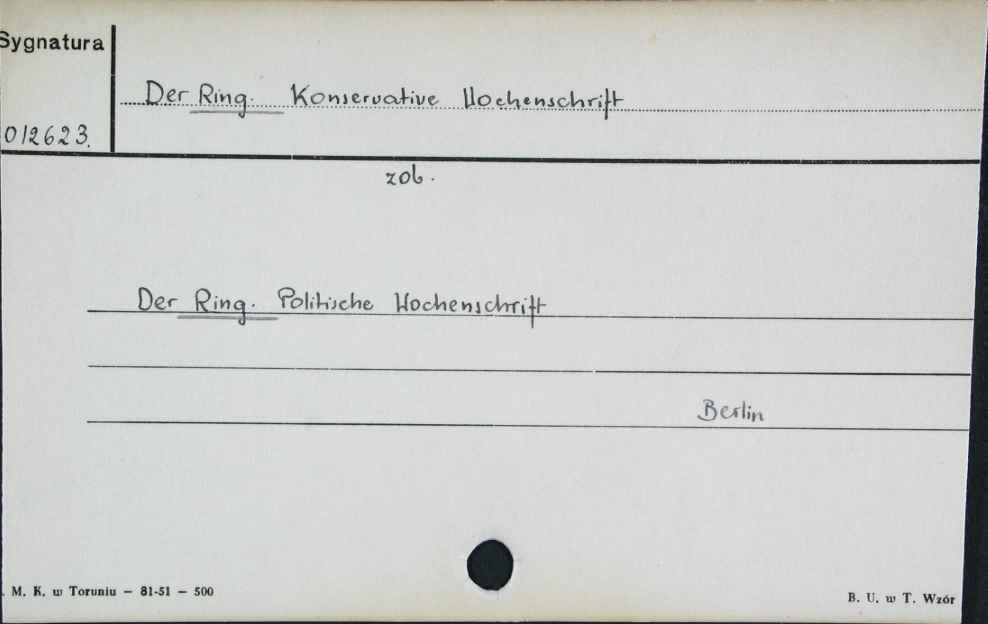 Sygnatura
Der Ring. Konservative Wochenschrift
012623.
zob.
Der Ring. Politische Wochenschrift
Berlin
. M. K. w Toruniu – 81-51 – 500
B. U. w T. Wzór